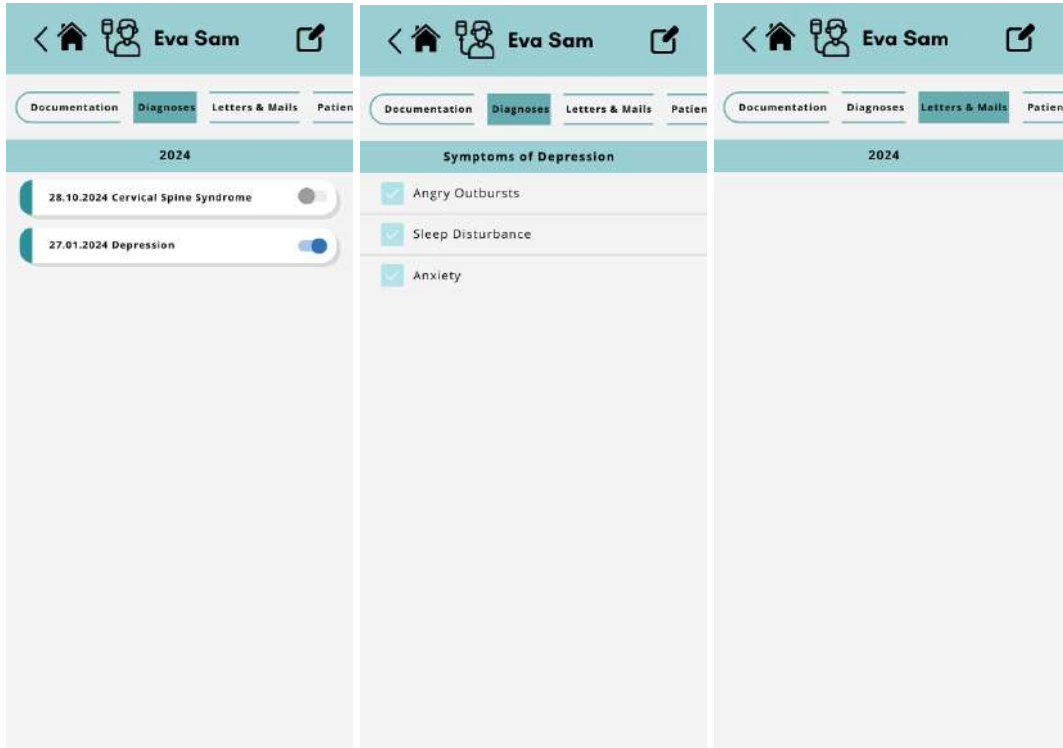 Eva Sam
Documentation Diagnoses Letters & Mails Patien
2024
28.10.2024 Cervical Spine Syndrome
27.01.2024 Depression
Eva Sam
Documentation Diagnoses Letters & Mails Patien
Symptoms of Depression
Angry Outbursts
Sleep Disturbance
Anxiety
Eva Sam
Documentation Diagnoses Letters & Mails Patien
2024